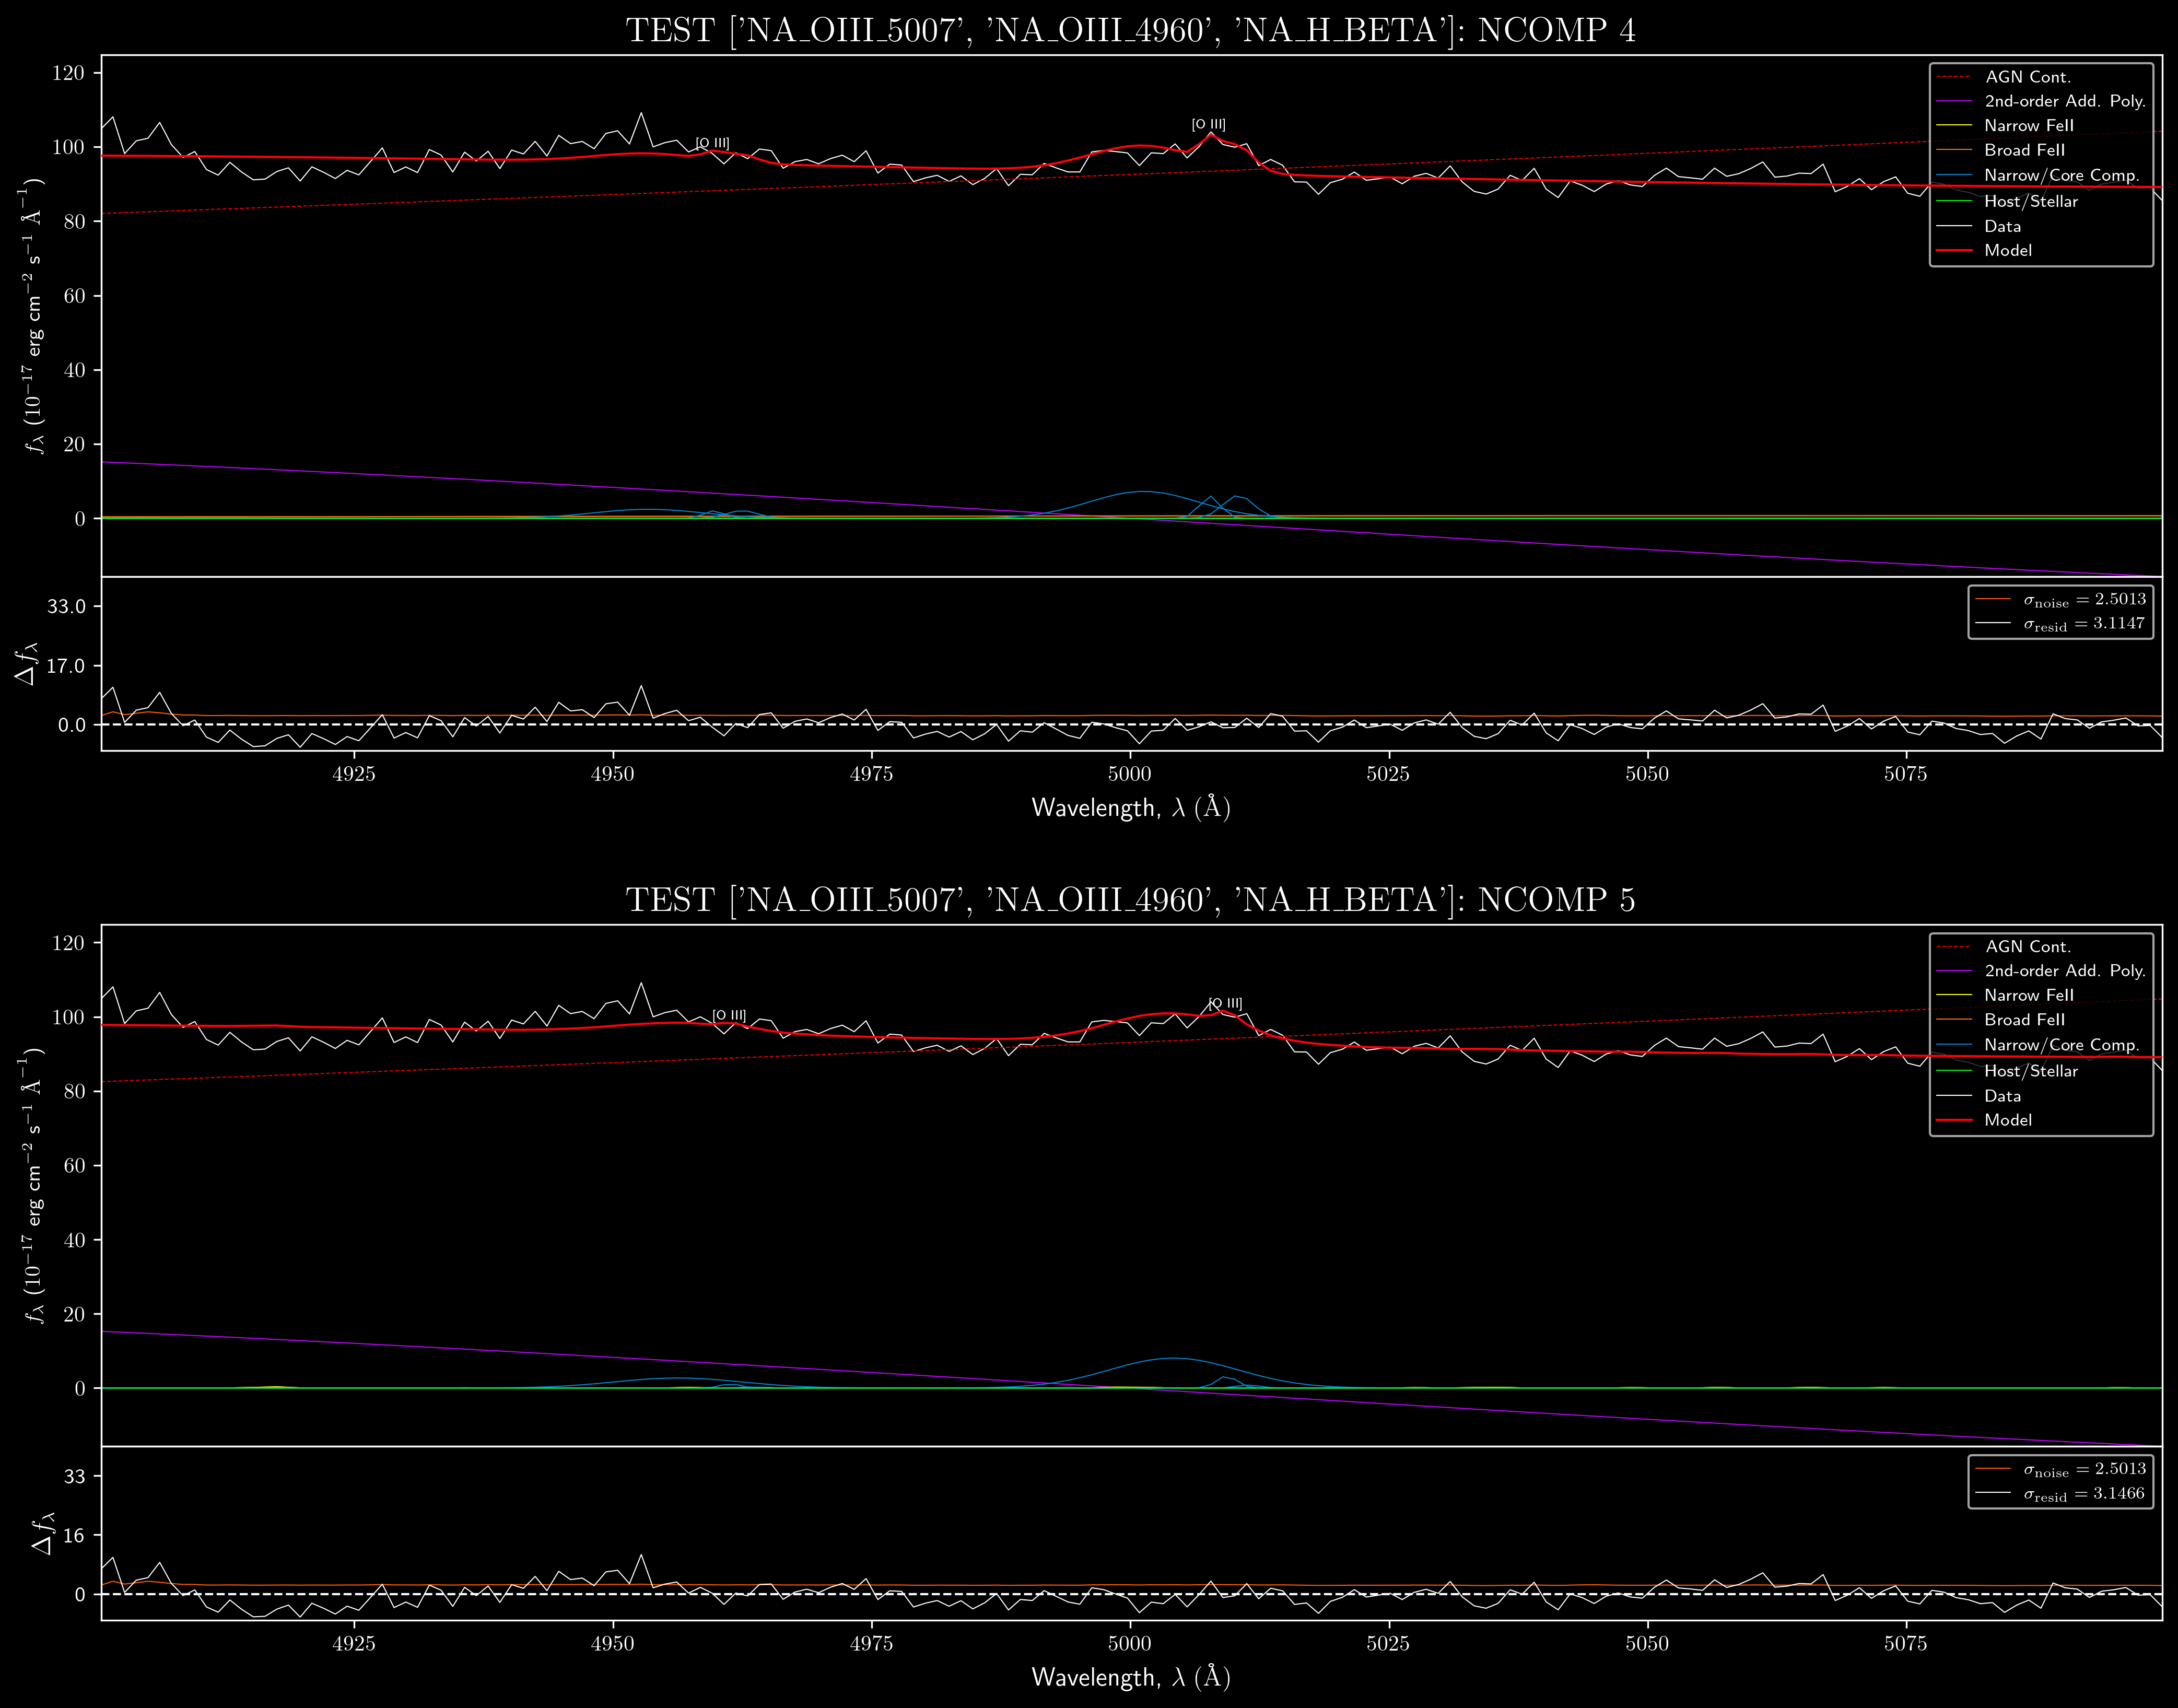 TEST ['NA_OIII_5007', 'NA_OIII_4960', 'NA_H_BETA']: NCOMP 4
120
100
80
60
40
20
0
fλ (10−17 erg cm−2 s−1 Å−1)
[O III]
[O III]
AGN Cont.
2nd-order Add. Poly.
Narrow FeII
Broad FeII
Narrow/Core Comp.
Host/Stellar
Data
Model
33.0
17.0
0.0
Δfλ
σnoise = 2.5013
σresid = 3.1147
4925
4950
4975
5000
5025
5050
5075
Wavelength, λ (Å)
TEST ['NA_OIII_5007', 'NA_OIII_4960', 'NA_H_BETA']: NCOMP 5
120
100
80
60
40
20
0
fλ (10−17 erg cm−2 s−1 Å−1)
[O III]
[O III]
AGN Cont.
2nd-order Add. Poly.
Narrow FeII
Broad FeII
Narrow/Core Comp.
Host/Stellar
Data
Model
33
16
0
Δfλ
σnoise = 2.5013
σresid = 3.1466
4925
4950
4975
5000
5025
5050
5075
Wavelength, λ (Å)